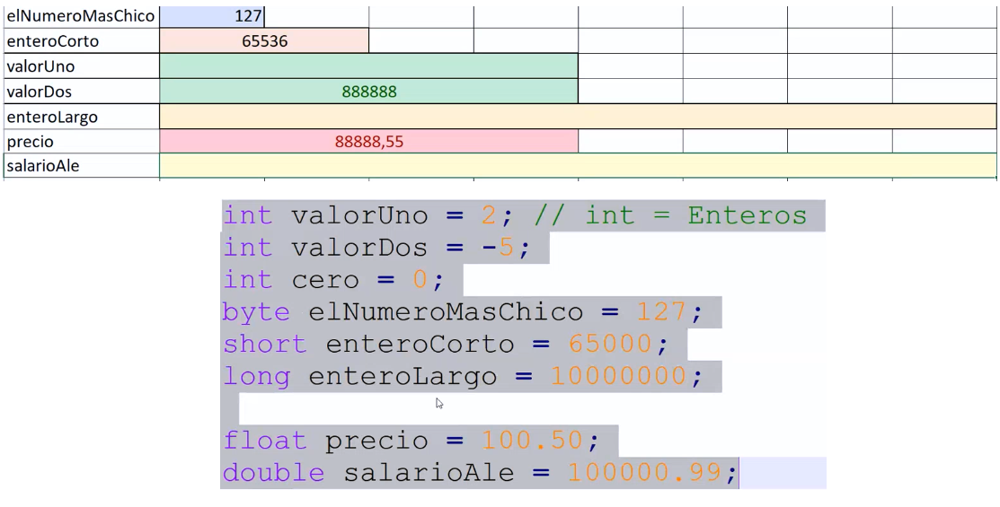 elNumeroMasChico 127
enteroCorto 65536
valorUno
valorDos 888888
enteroLargo
precio 88888,55
salarioAle
int valorUno = 2; // int = Enteros
int valorDos = -5;
int cero = 0;
byte elNumeroMasChico = 127;
short enteroCorto = 65000;
long enteroLargo = 10000000;
float precio = 100.50;
double salarioAle = 100000.99;